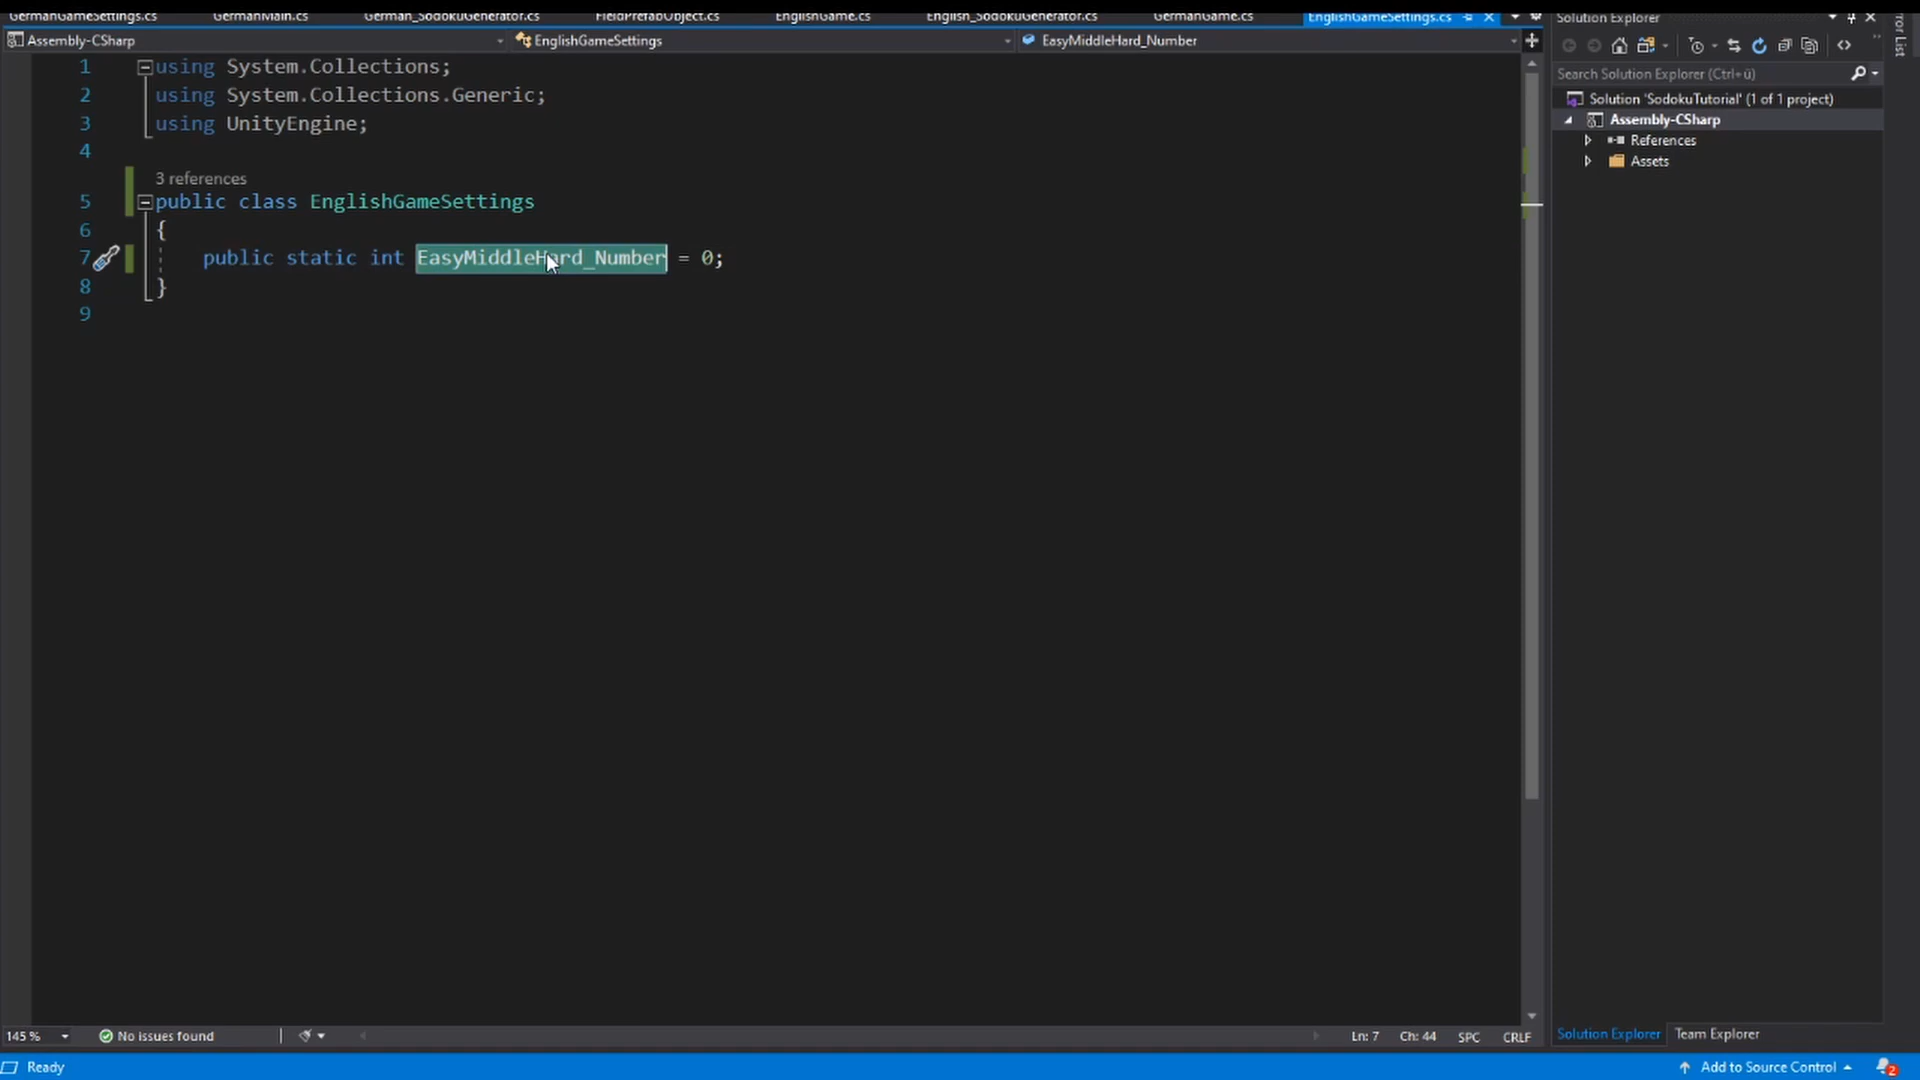 GermanGameSettings.cs GermanMain.cs German_SodokuGenerator.cs FieldPrefabObject.cs EnglishGame.cs English_SodokuGenerator.cs GermanGame.cs EnglishGameSettings.cs
Solution Explorer
Assembly-CSharp EnglishGameSettings EasyMiddleHard_Number
Search Solution Explorer (Ctrl+ü)
Solution 'SodokuTutorial' (1 of 1 project)
Assembly-CSharp
References
Assets
1 using System.Collections;
2 using System.Collections.Generic;
3 using UnityEngine;
4
3 references
5 public class EnglishGameSettings
6 {
7 public static int EasyMiddleHard_Number = 0;
8 }
9
145 % No issues found Ln: 7 Ch: 44 SPC CRLF
Solution Explorer Team Explorer
Ready Add to Source Control 2